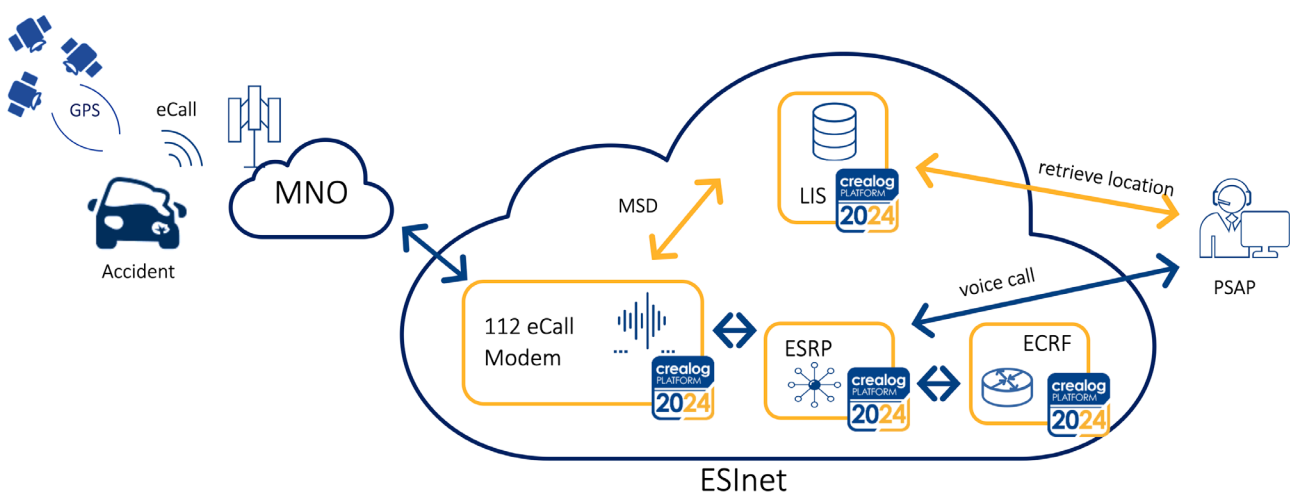 GPS
eCall
MNO
Accident
MSD
LIS
crealog
PLATFORM
2024
retrieve location
PSAP
voice call
112 eCall
Modem
crealog
PLATFORM
2024
ESRP
crealog
PLATFORM
2024
ECRF
crealog
PLATFORM
2024
ESInet